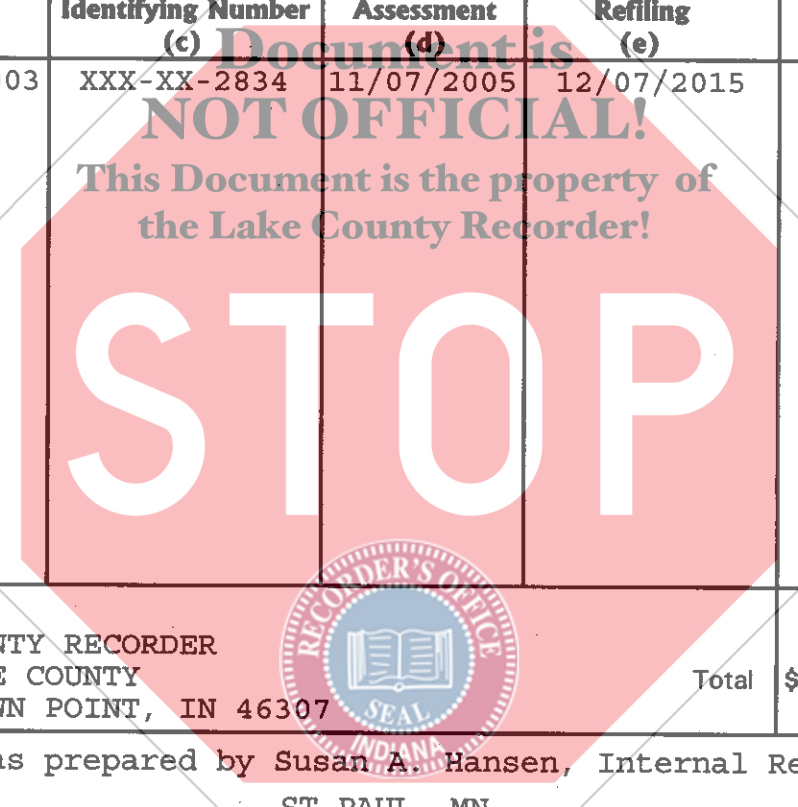 Identifying Number Assessment Refiling
(c) (d) (e)
Document is
03 XXX-XX-2834 11/07/2005 12/07/2015
NOT OFFICIAL!
This Document is the property of
the Lake County Recorder!
STOP
RECORDER'S OFFICE
SEAL
INDIANA
NTY RECORDER
E COUNTY
Total $
WN POINT, IN 46307
as prepared by Susan A. Hansen, Internal Re
ST PAUL, MN